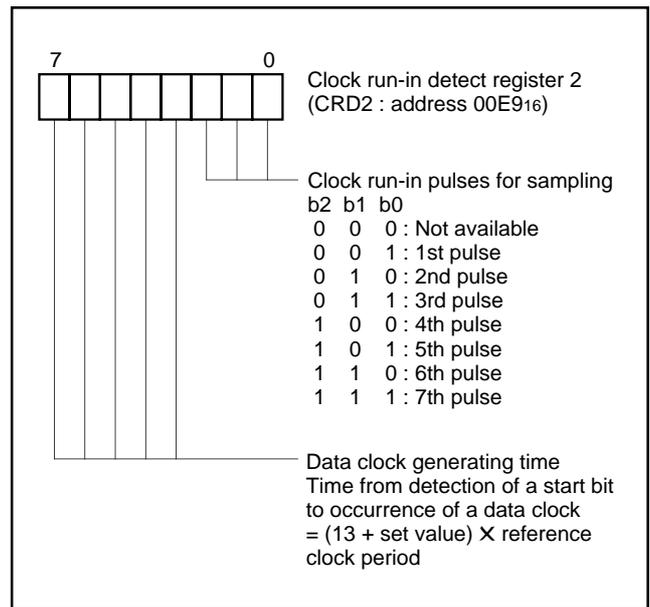 7 0
Clock run-in detect register 2
(CRD2 : address 00E916)
Clock run-in pulses for sampling
b2 b1 b0
0 0 0 : Not available
0 0 1 : 1st pulse
0 1 0 : 2nd pulse
0 1 1 : 3rd pulse
1 0 0 : 4th pulse
1 0 1 : 5th pulse
1 1 0 : 6th pulse
1 1 1 : 7th pulse
Data clock generating time
Time from detection of a start bit
to occurrence of a data clock
= (13 + set value) ✕ reference
clock period